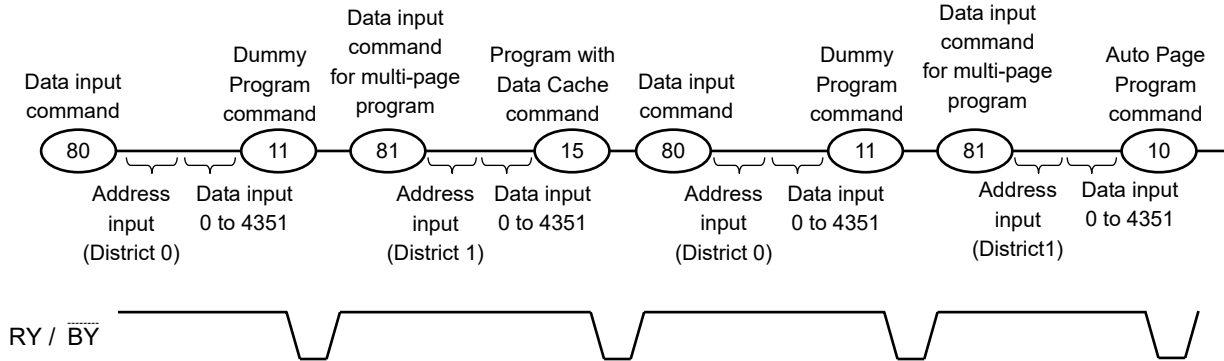 Data input
command
80
Address
input
(District 0)
Data input
0 to 4351
Dummy
Program
command
11
Data input
command
for multi-page
program
81
Address
input
(District 1)
Data input
0 to 4351
Program with
Data Cache
command
15
Data input
command
80
Address
input
(District 0)
Data input
0 to 4351
Dummy
Program
command
11
Data input
command
for multi-page
program
81
Address
input
(District1)
Data input
0 to 4351
Auto Page
Program
command
10
RY / BY